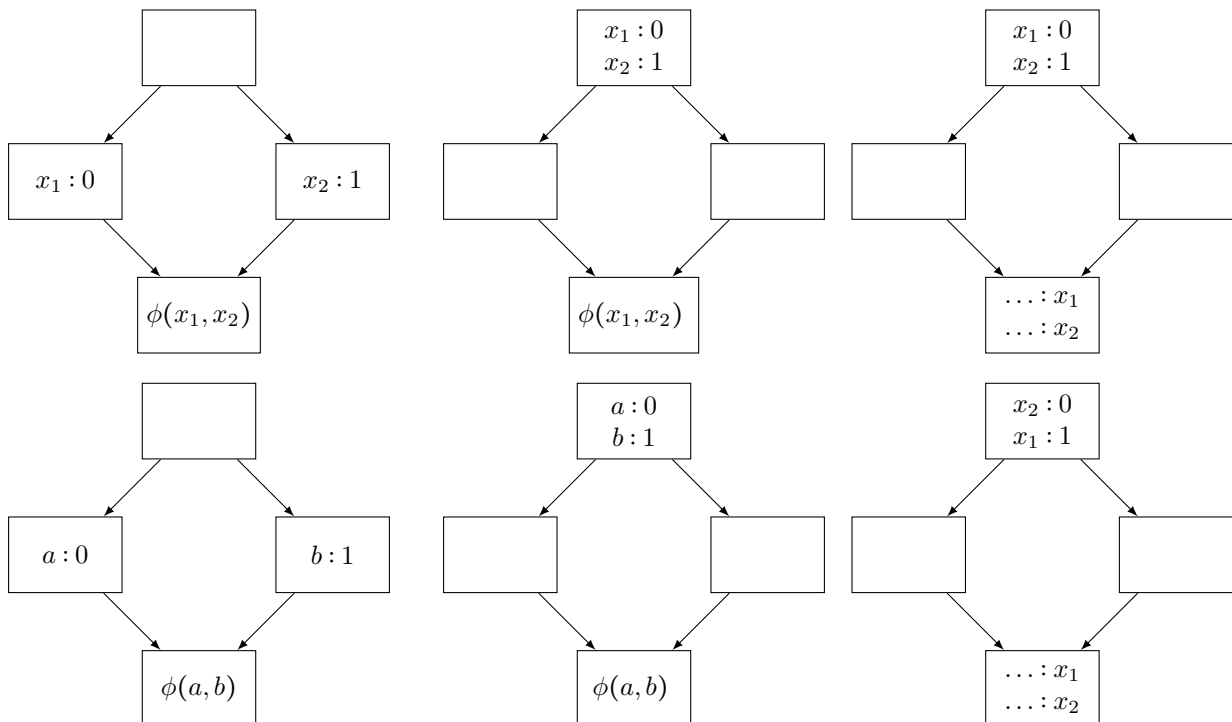 x₁ : 0
x₂ : 1
x₁ : 0
x₂ : 1
x₁ : 0
x₂ : 1
ϕ(x₁, x₂)
ϕ(x₁, x₂)
… : x₁
… : x₂
a : 0
b : 1
x₂ : 0
x₁ : 1
a : 0
b : 1
ϕ(a, b)
ϕ(a, b)
… : x₁
… : x₂